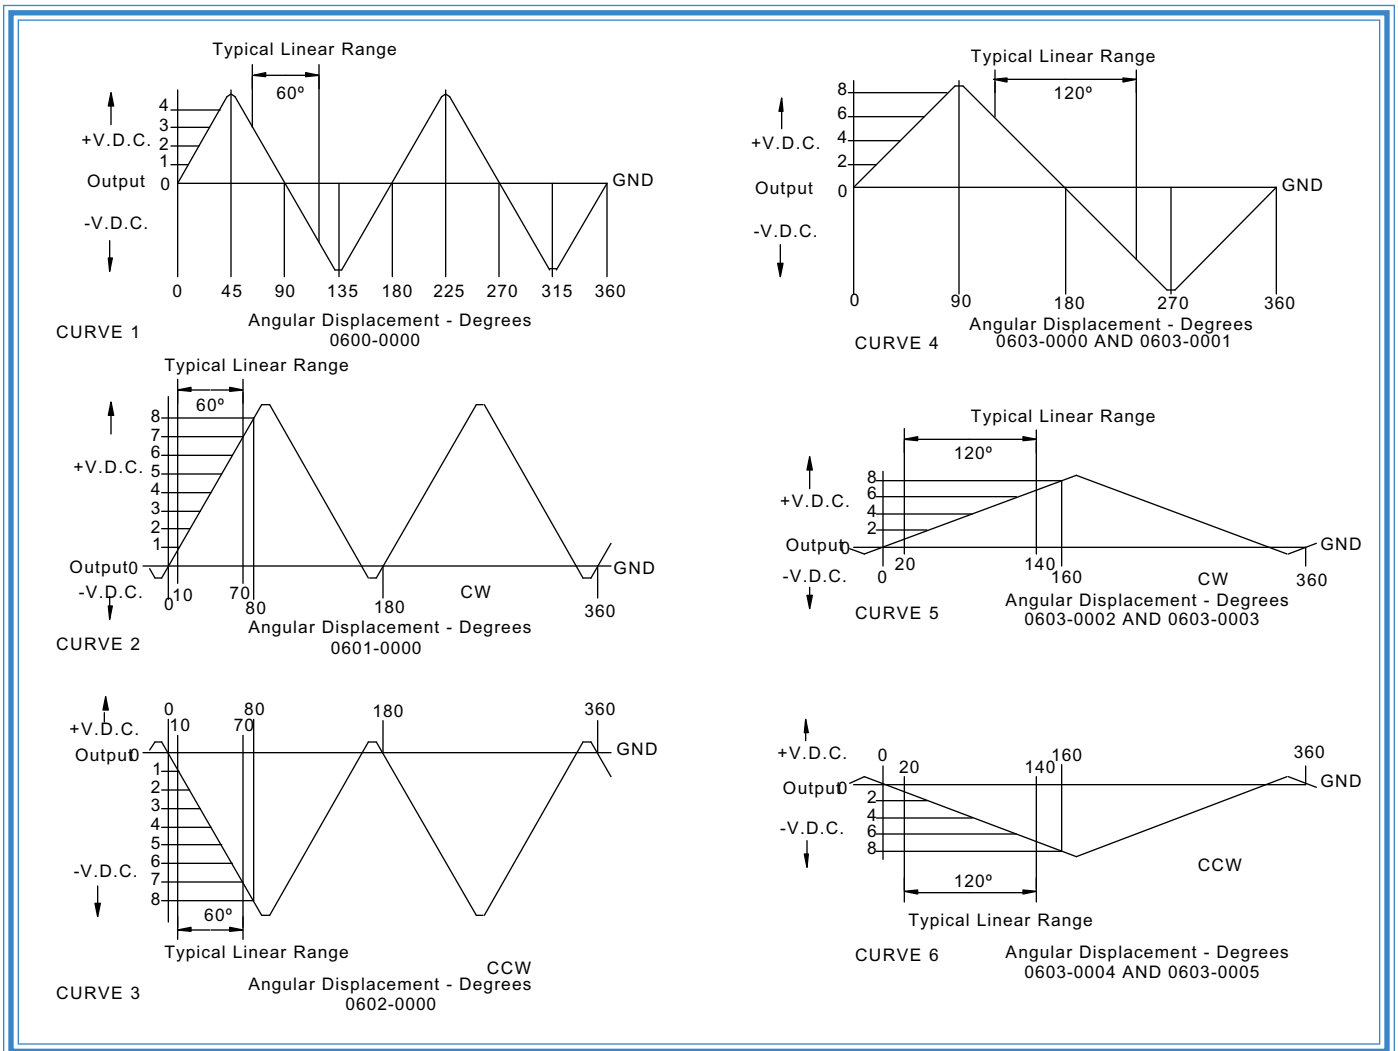 Typical Linear Range
60º
4
3
+V.D.C. 2
1
Output 0
GND
-V.D.C.
0 45 90 135 180 225 270 315 360
Angular Displacement - Degrees
CURVE 1
0600-0000
Typical Linear Range
60º
8
7
6
+V.D.C. 5
4
3
2
1
Output0
GND
-V.D.C.
0 10 70 80 180 CW 360
Angular Displacement - Degrees
CURVE 2
0601-0000
0 10 70 80 180 360
+V.D.C.
Output0
GND
1
2
3
4
5
6
-V.D.C. 7
8
60º
Typical Linear Range
CCW
Angular Displacement - Degrees
CURVE 3
0602-0000
Typical Linear Range
120º
8
6
+V.D.C. 4
2
Output 0
GND
-V.D.C.
0 90 180 270 360
Angular Displacement - Degrees
CURVE 4
0603-0000 AND 0603-0001
Typical Linear Range
120º
8
+V.D.C. 6
4
2
Output0
GND
-V.D.C. 0 20 140 160 CW 360
Angular Displacement - Degrees
CURVE 5
0603-0002 AND 0603-0003
+V.D.C. 0 20 140 160 360
Output0
GND
2
-V.D.C. 4
6
8
CCW
120º
Typical Linear Range
CURVE 6
Angular Displacement - Degrees
0603-0004 AND 0603-0005